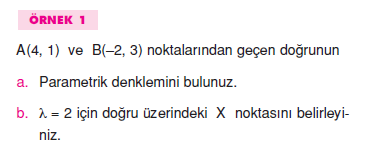 ÖRNEK 1
A(4, 1) ve B(–2, 3) noktalarından geçen doğrunun
a. Parametrik denklemini bulunuz.
b. λ = 2 için doğru üzerindeki X noktasını belirleyi-
niz.